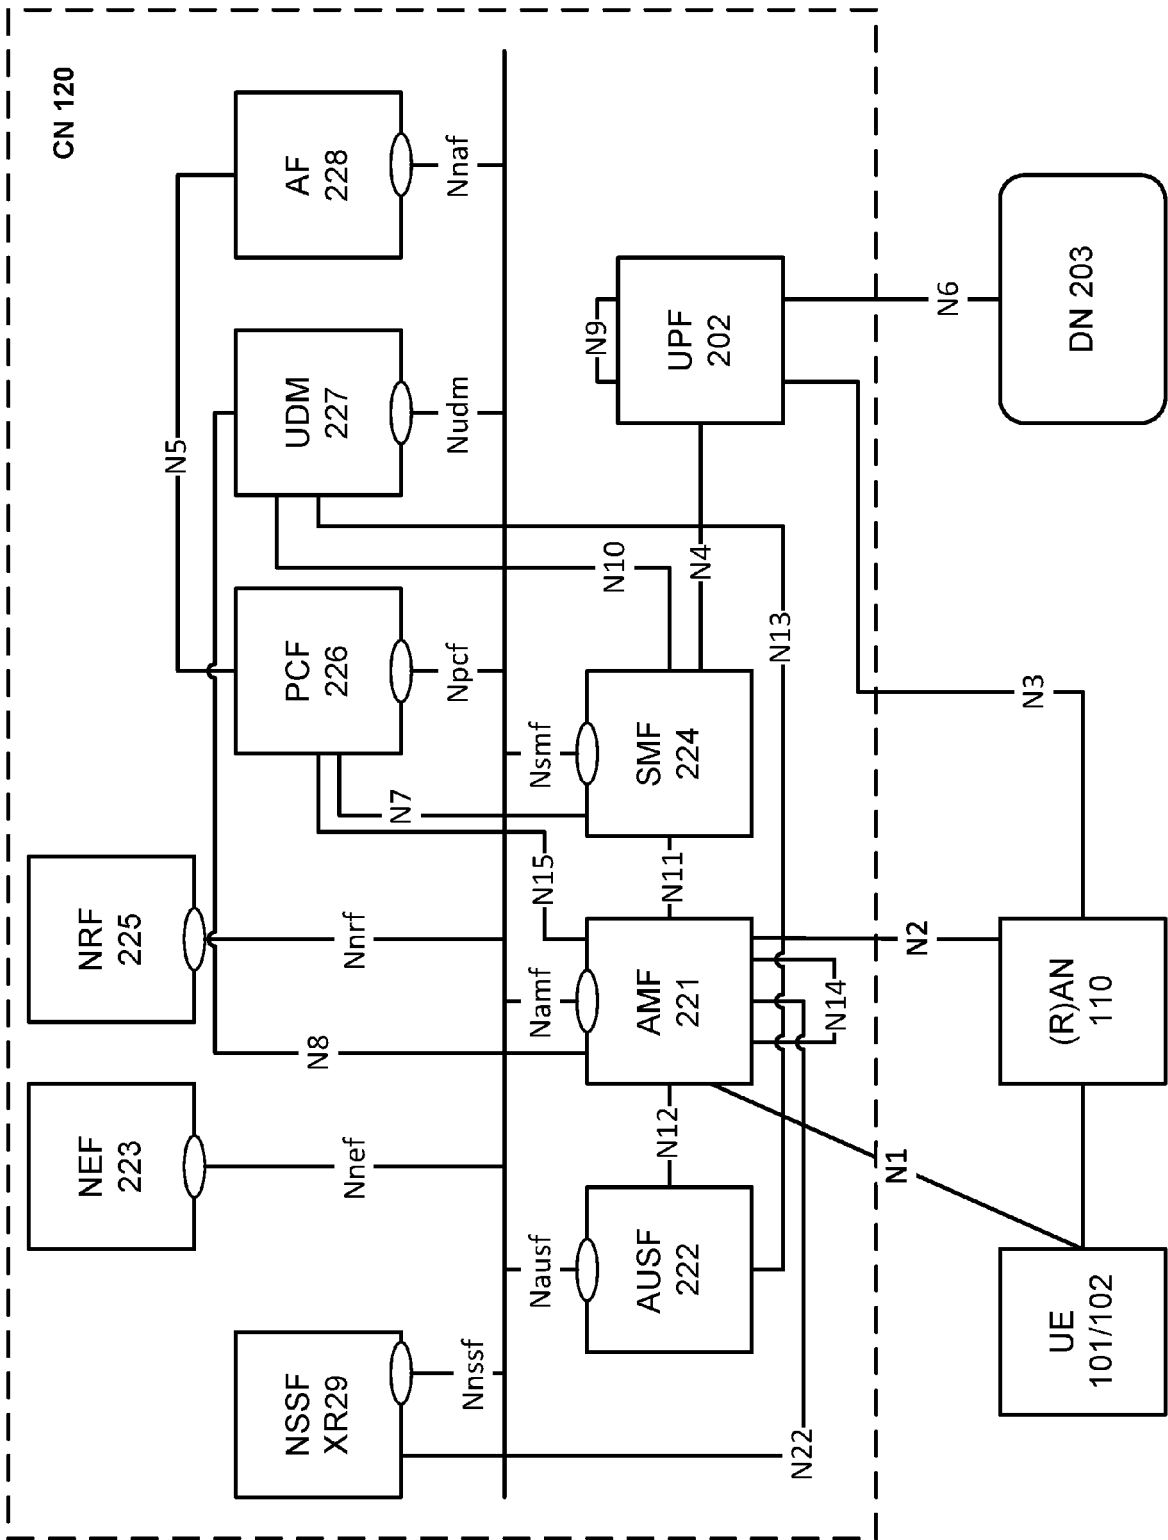 CN 120
NSSF
XR29
NEF
223
NRF
225
PCF
226
UDM
227
AF
228
N5
N8
Nnef
Nnrf
N7
Nnssf
Npcf
Nudm
Nnaf
Nausf
Namf
N15
Nsmf
N10
N9
AUSF
222
N12
AMF
221
N11
SMF
224
N4
UPF
202
N13
N22
N14
N1
N2
N3
N6
UE
101/102
(R)AN
110
DN 203